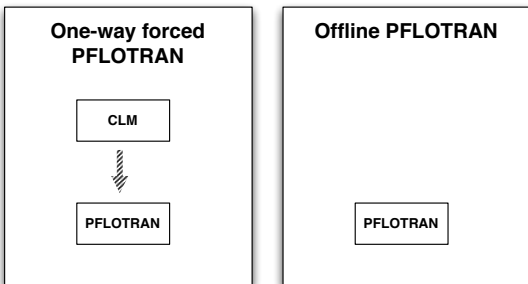 One-way forced
PFLOTRAN
CLM
PFLOTRAN
Offline PFLOTRAN
PFLOTRAN